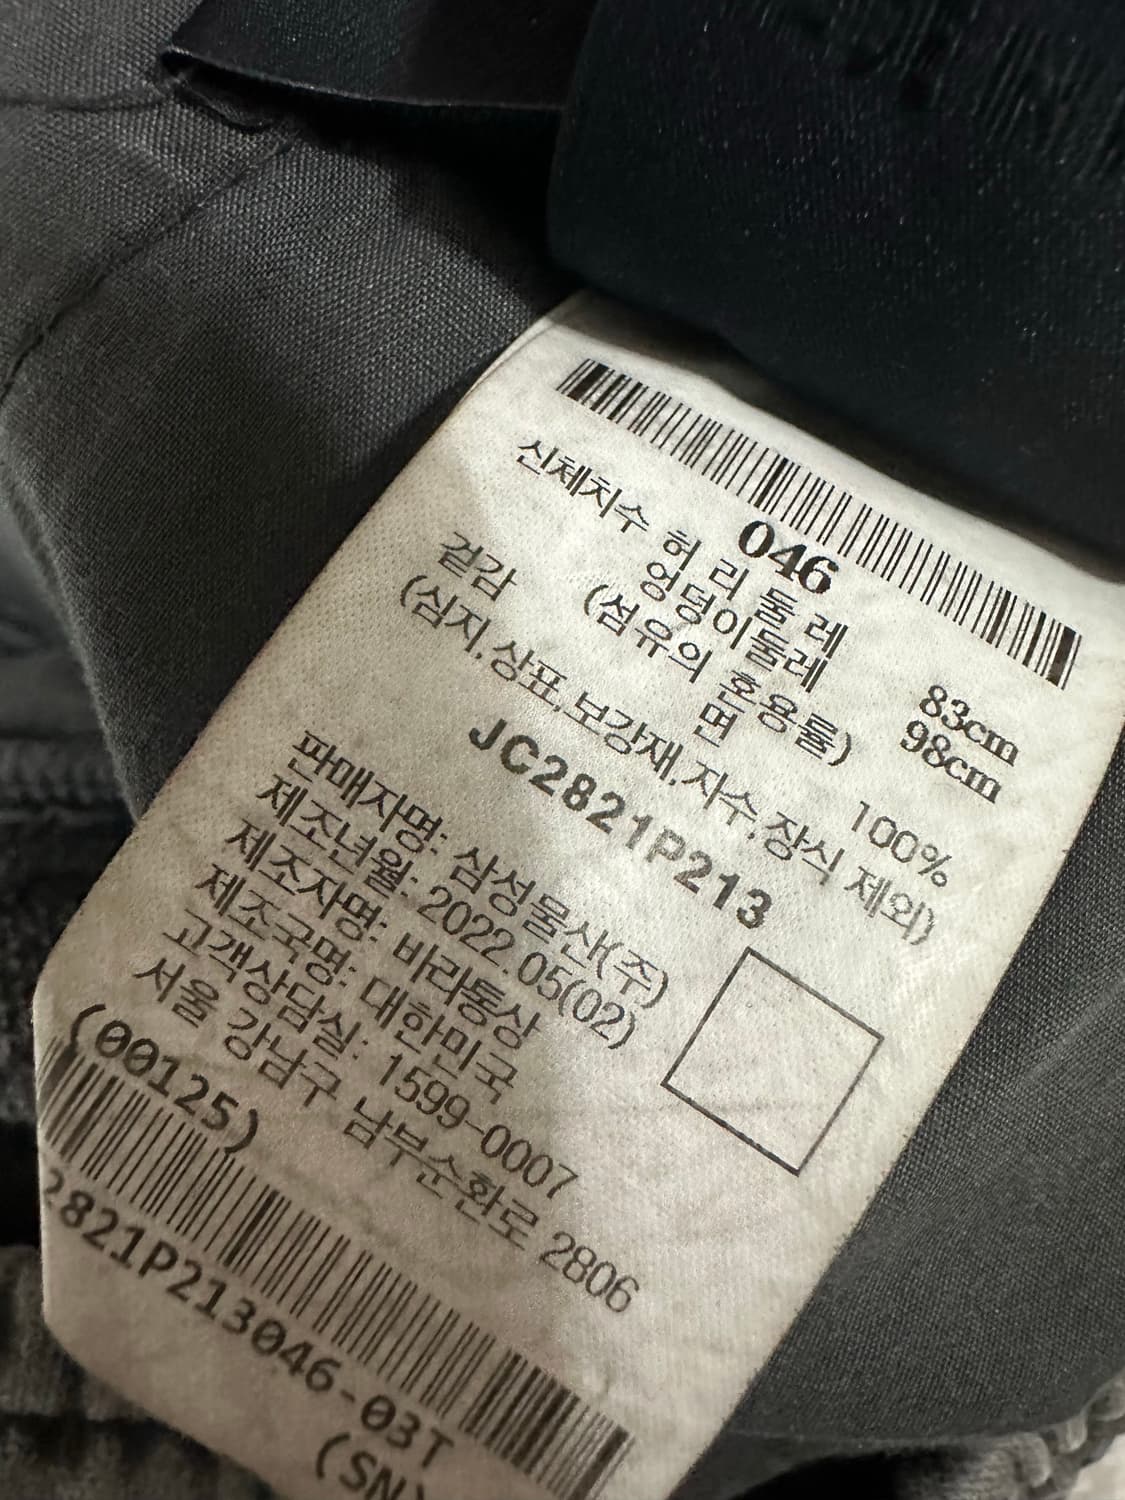 046
신체치수 허 리 둘 레 83cm
엉덩이둘레 98cm
겉감 (섬유의 혼용률)
면 100%
(심지,상표,보강재,자수,장식 제외)
JC2821P213
판매자명: 삼성물산(주)
제조년월: 2022.05(02)
제조자명: 바리통상
제조국명: 대한민국
고객상담실: 1599-0007
서울 강남구 남부순환로 2806
(00125)
2821P213046-03T
(SN)